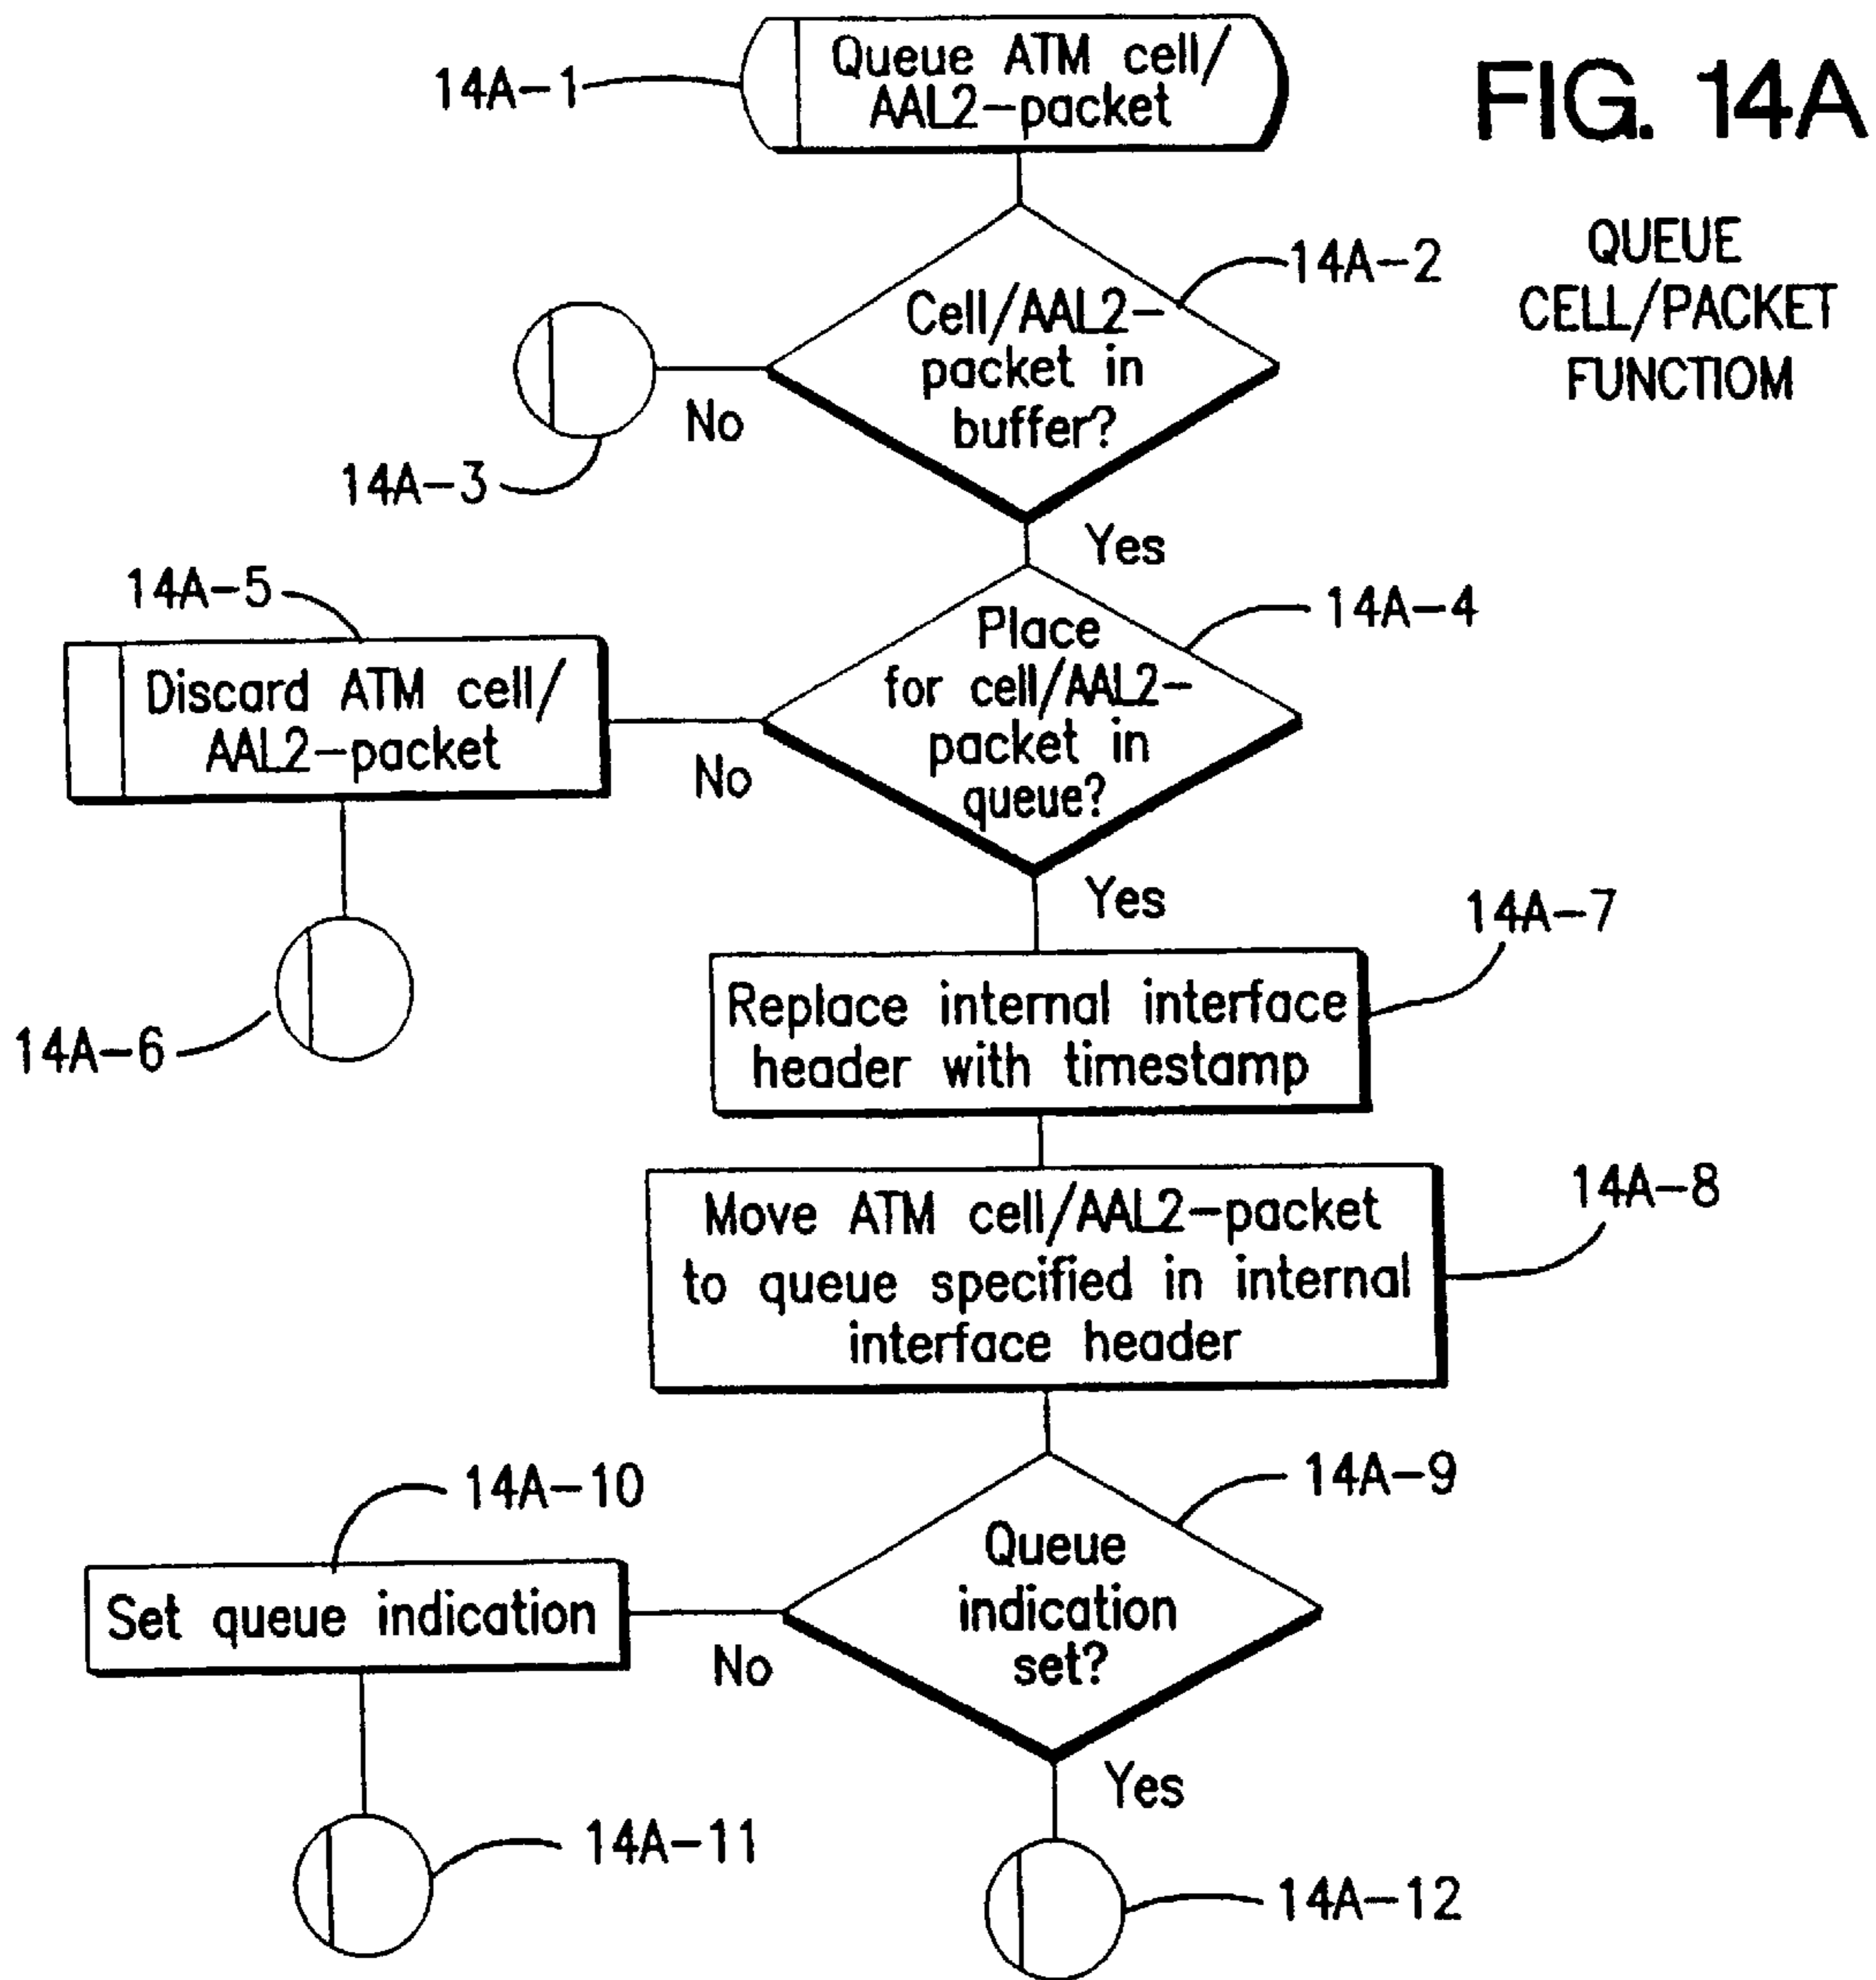 14A-1
Queue ATM cell/
AAL2-packet
FIG. 14A
QUEUE
CELL/PACKET
FUNCTIOM
14A-2
Cell/AAL2-
packet in
buffer?
No
14A-3
Yes
14A-4
Place
for cell/AAL2-
packet in
queue?
14A-5
Discard ATM cell/
AAL2-packet
No
14A-6
Yes
14A-7
Replace internal interface
header with timestamp
14A-8
Move ATM cell/AAL2-packet
to queue specified in internal
interface header
14A-9
Queue
indication
set?
14A-10
Set queue indication
No
14A-11
Yes
14A-12